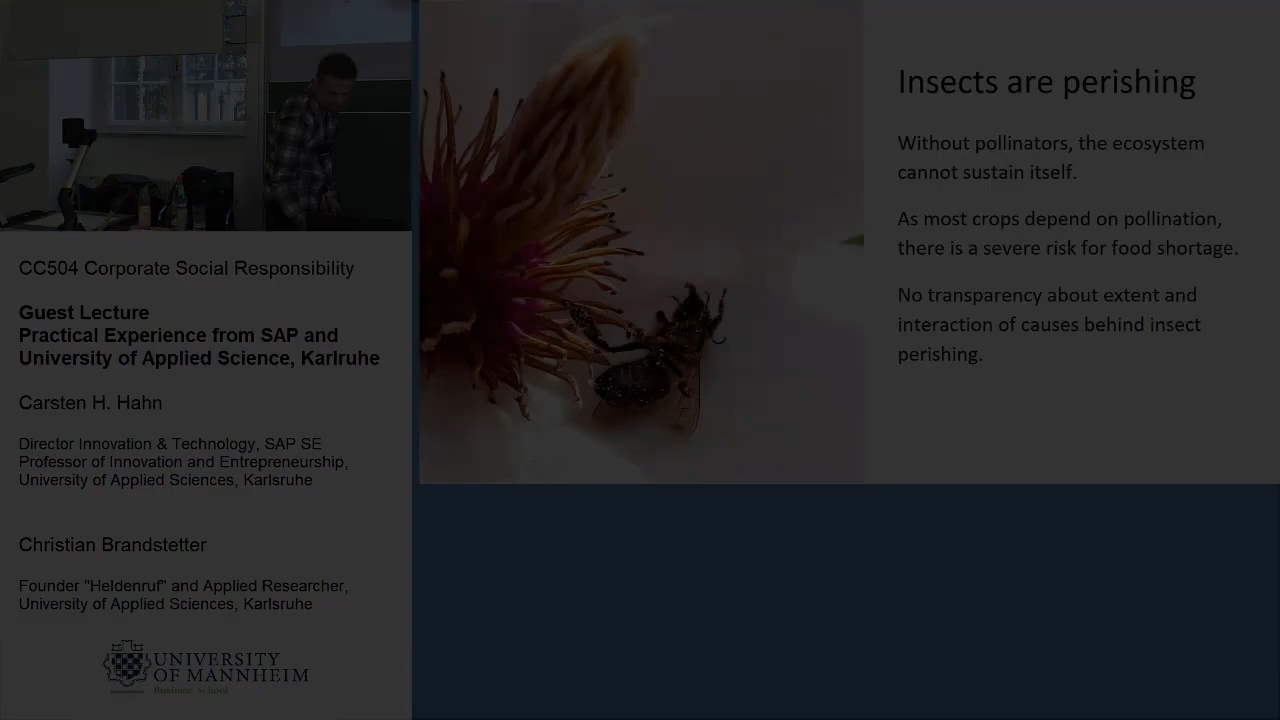 CC504 Corporate Social Responsibility
Guest Lecture
Practical Experience from SAP and
University of Applied Science, Karlruhe
Carsten H. Hahn
Director Innovation & Technology, SAP SE
Professor of Innovation and Entrepreneurship,
University of Applied Sciences, Karlsruhe
Christian Brandstetter
Founder "Heldenruf" and Applied Researcher,
University of Applied Sciences, Karlsruhe
UNIVERSITY
OF MANNHEIM
Business School
Insects are perishing
Without pollinators, the ecosystem
cannot sustain itself.
As most crops depend on pollination,
there is a severe risk for food shortage.
No transparency about extent and
interaction of causes behind insect
perishing.